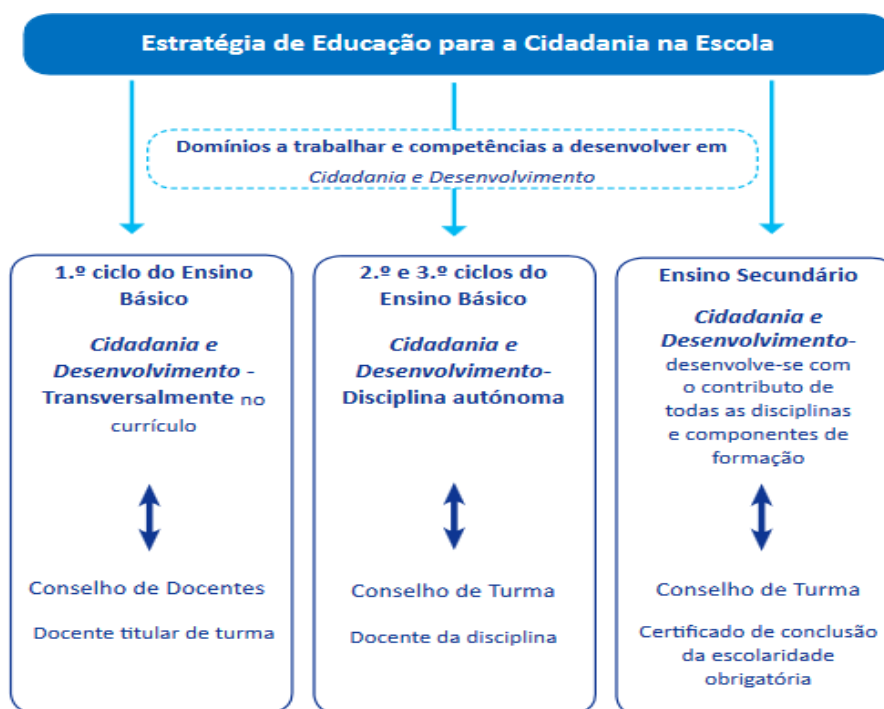 Estratégia de Educação para a Cidadania na Escola
Domínios a trabalhar e competências a desenvolver em
Cidadania e Desenvolvimento
1.º ciclo do Ensino
Básico
Cidadania e
Desenvolvimento -
Transversalmente no
currículo
Conselho de Docentes
Docente titular de turma
2.º e 3.º ciclos do
Ensino Básico
Cidadania e
Desenvolvimento-
Disciplina autónoma
Conselho de Turma
Docente da disciplina
Ensino Secundário
Cidadania e
Desenvolvimento-
desenvolve-se com
o contributo de
todas as disciplinas
e componentes de
formação
Conselho de Turma
Certificado de conclusão
da escolaridade
obrigatória